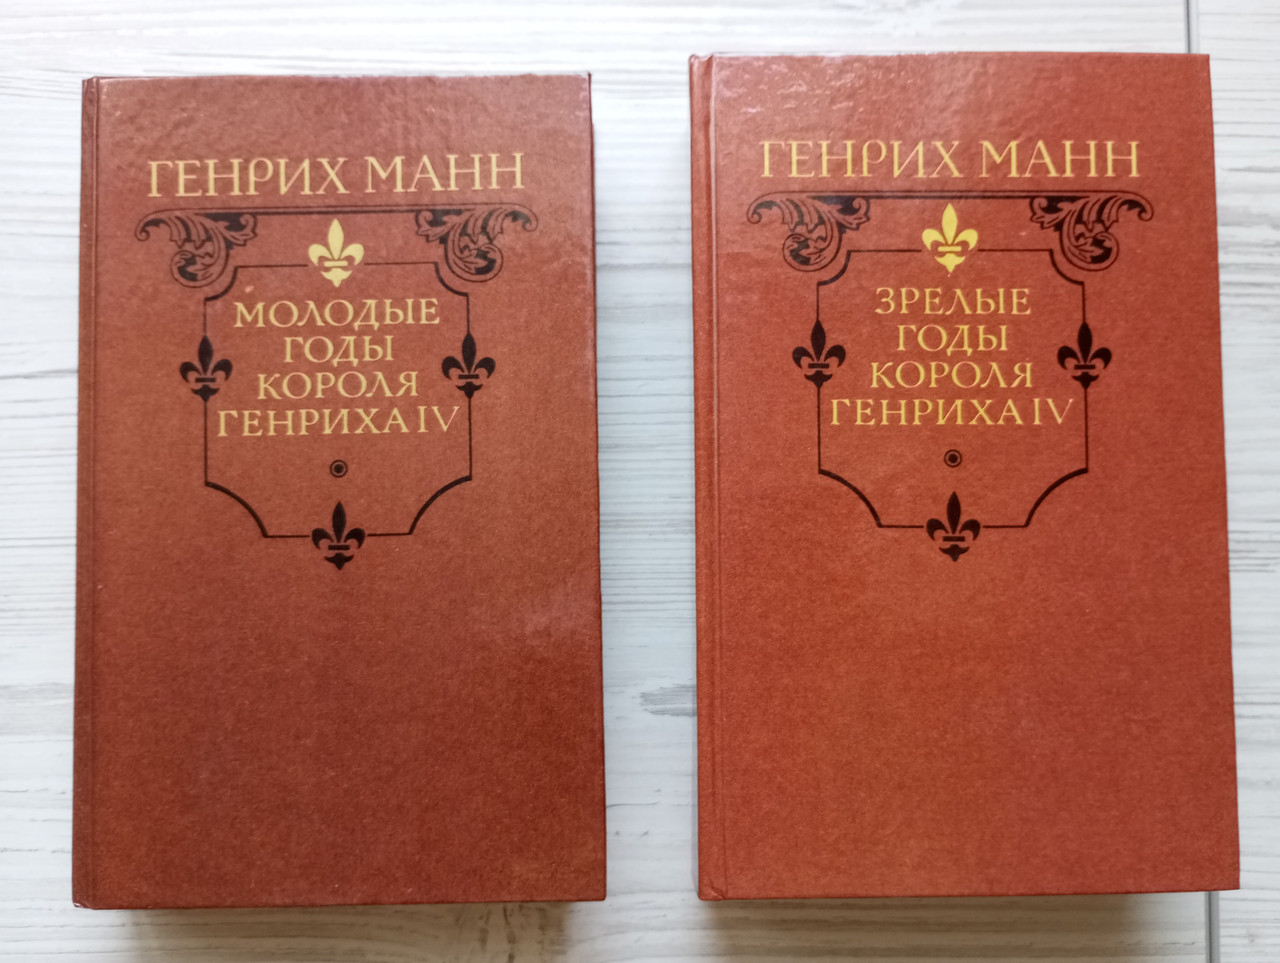 ГЕНРИХ МАНН
МОЛОДЫЕ
ГОДЫ
КОРОЛЯ
ГЕНРИХА IV
ГЕНРИХ МАНН
ЗРЕЛЫЕ
ГОДЫ
КОРОЛЯ
ГЕНРИХА IV